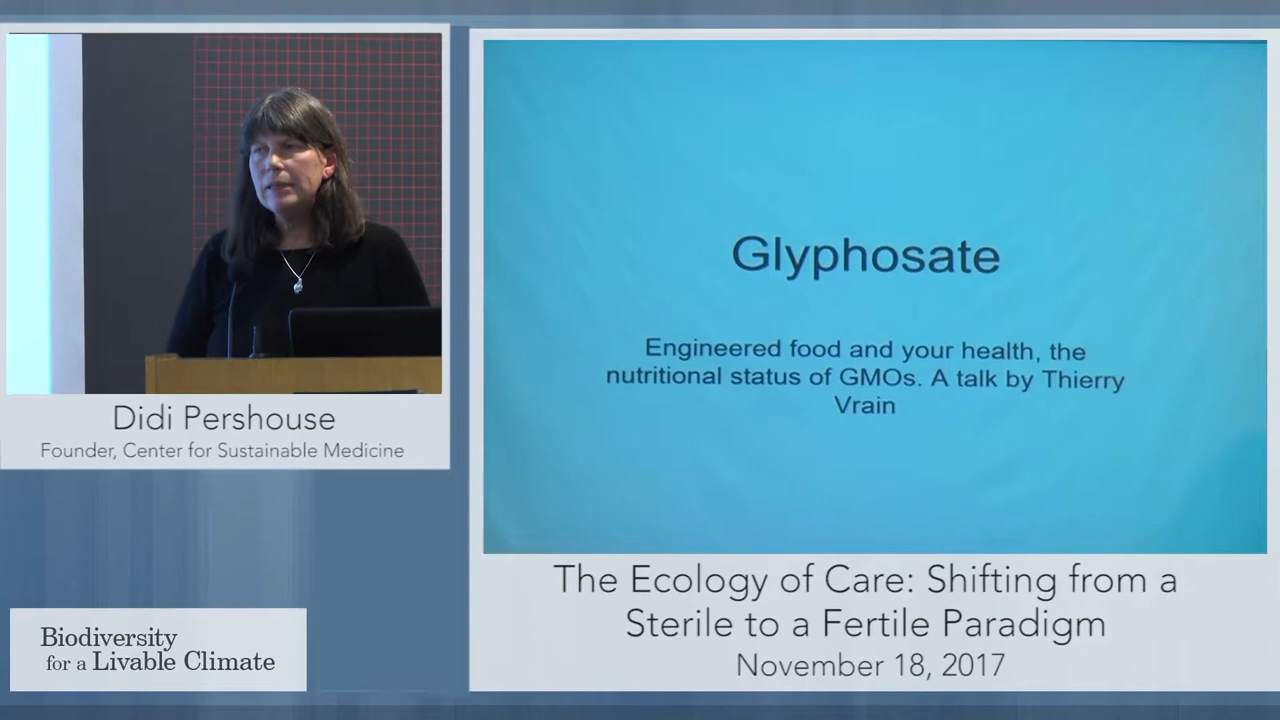 Didi Pershouse
Founder, Center for Sustainable Medicine
Biodiversity
for a Livable Climate
Glyphosate
Engineered food and your health, the
nutritional status of GMOs. A talk by Thierry
Vrain
The Ecology of Care: Shifting from a
Sterile to a Fertile Paradigm
November 18, 2017